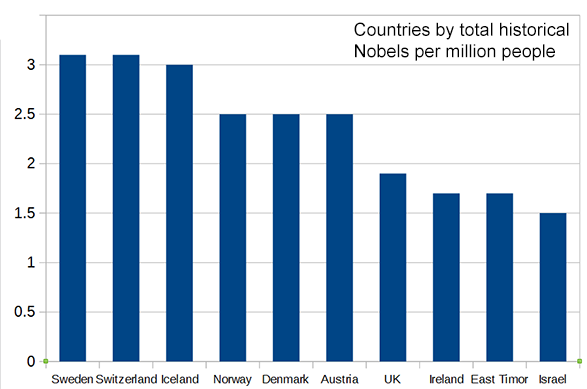 Countries by total historical
Nobels per million people
3
2.5
2
1.5
1
0.5
0
Sweden Switzerland Iceland Norway Denmark Austria UK Ireland East Timor Israel